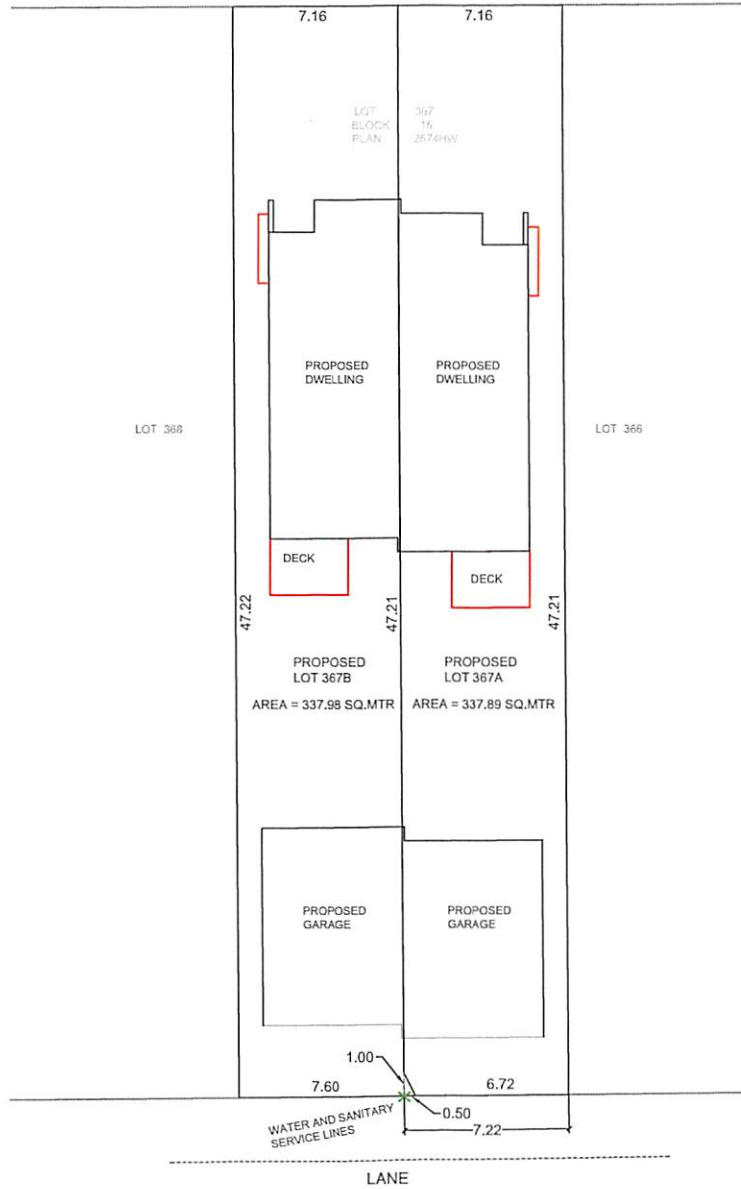 7.16
7.16
LOT 367
BLOCK 16
PLAN 2674HW
PROPOSED
DWELLING
PROPOSED
DWELLING
LOT 368
LOT 366
DECK
DECK
47.22
47.21
47.21
PROPOSED
LOT 367B
AREA = 337.98 SQ.MTR
PROPOSED
LOT 367A
AREA = 337.89 SQ.MTR
PROPOSED
GARAGE
PROPOSED
GARAGE
1.00
7.60
6.72
0.50
WATER AND SANITARY
SERVICE LINES
7.22
LANE